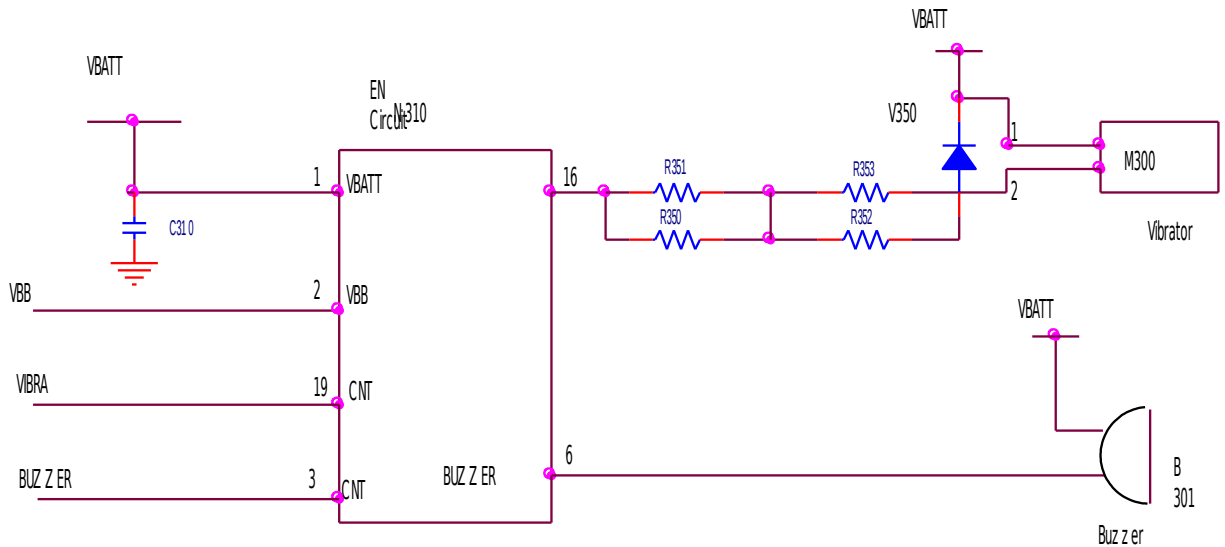 VBATT
VBATT
EN
Circuit
N310
V350
1
M300
1
VBATT
16
R351
R353
2
C310
R350
R352
Vibrator
VBB
2
VBB
VBATT
VIBRA
19
CNT
BUZZER
3
CNT
BUZZER
6
B
301
Buzzer